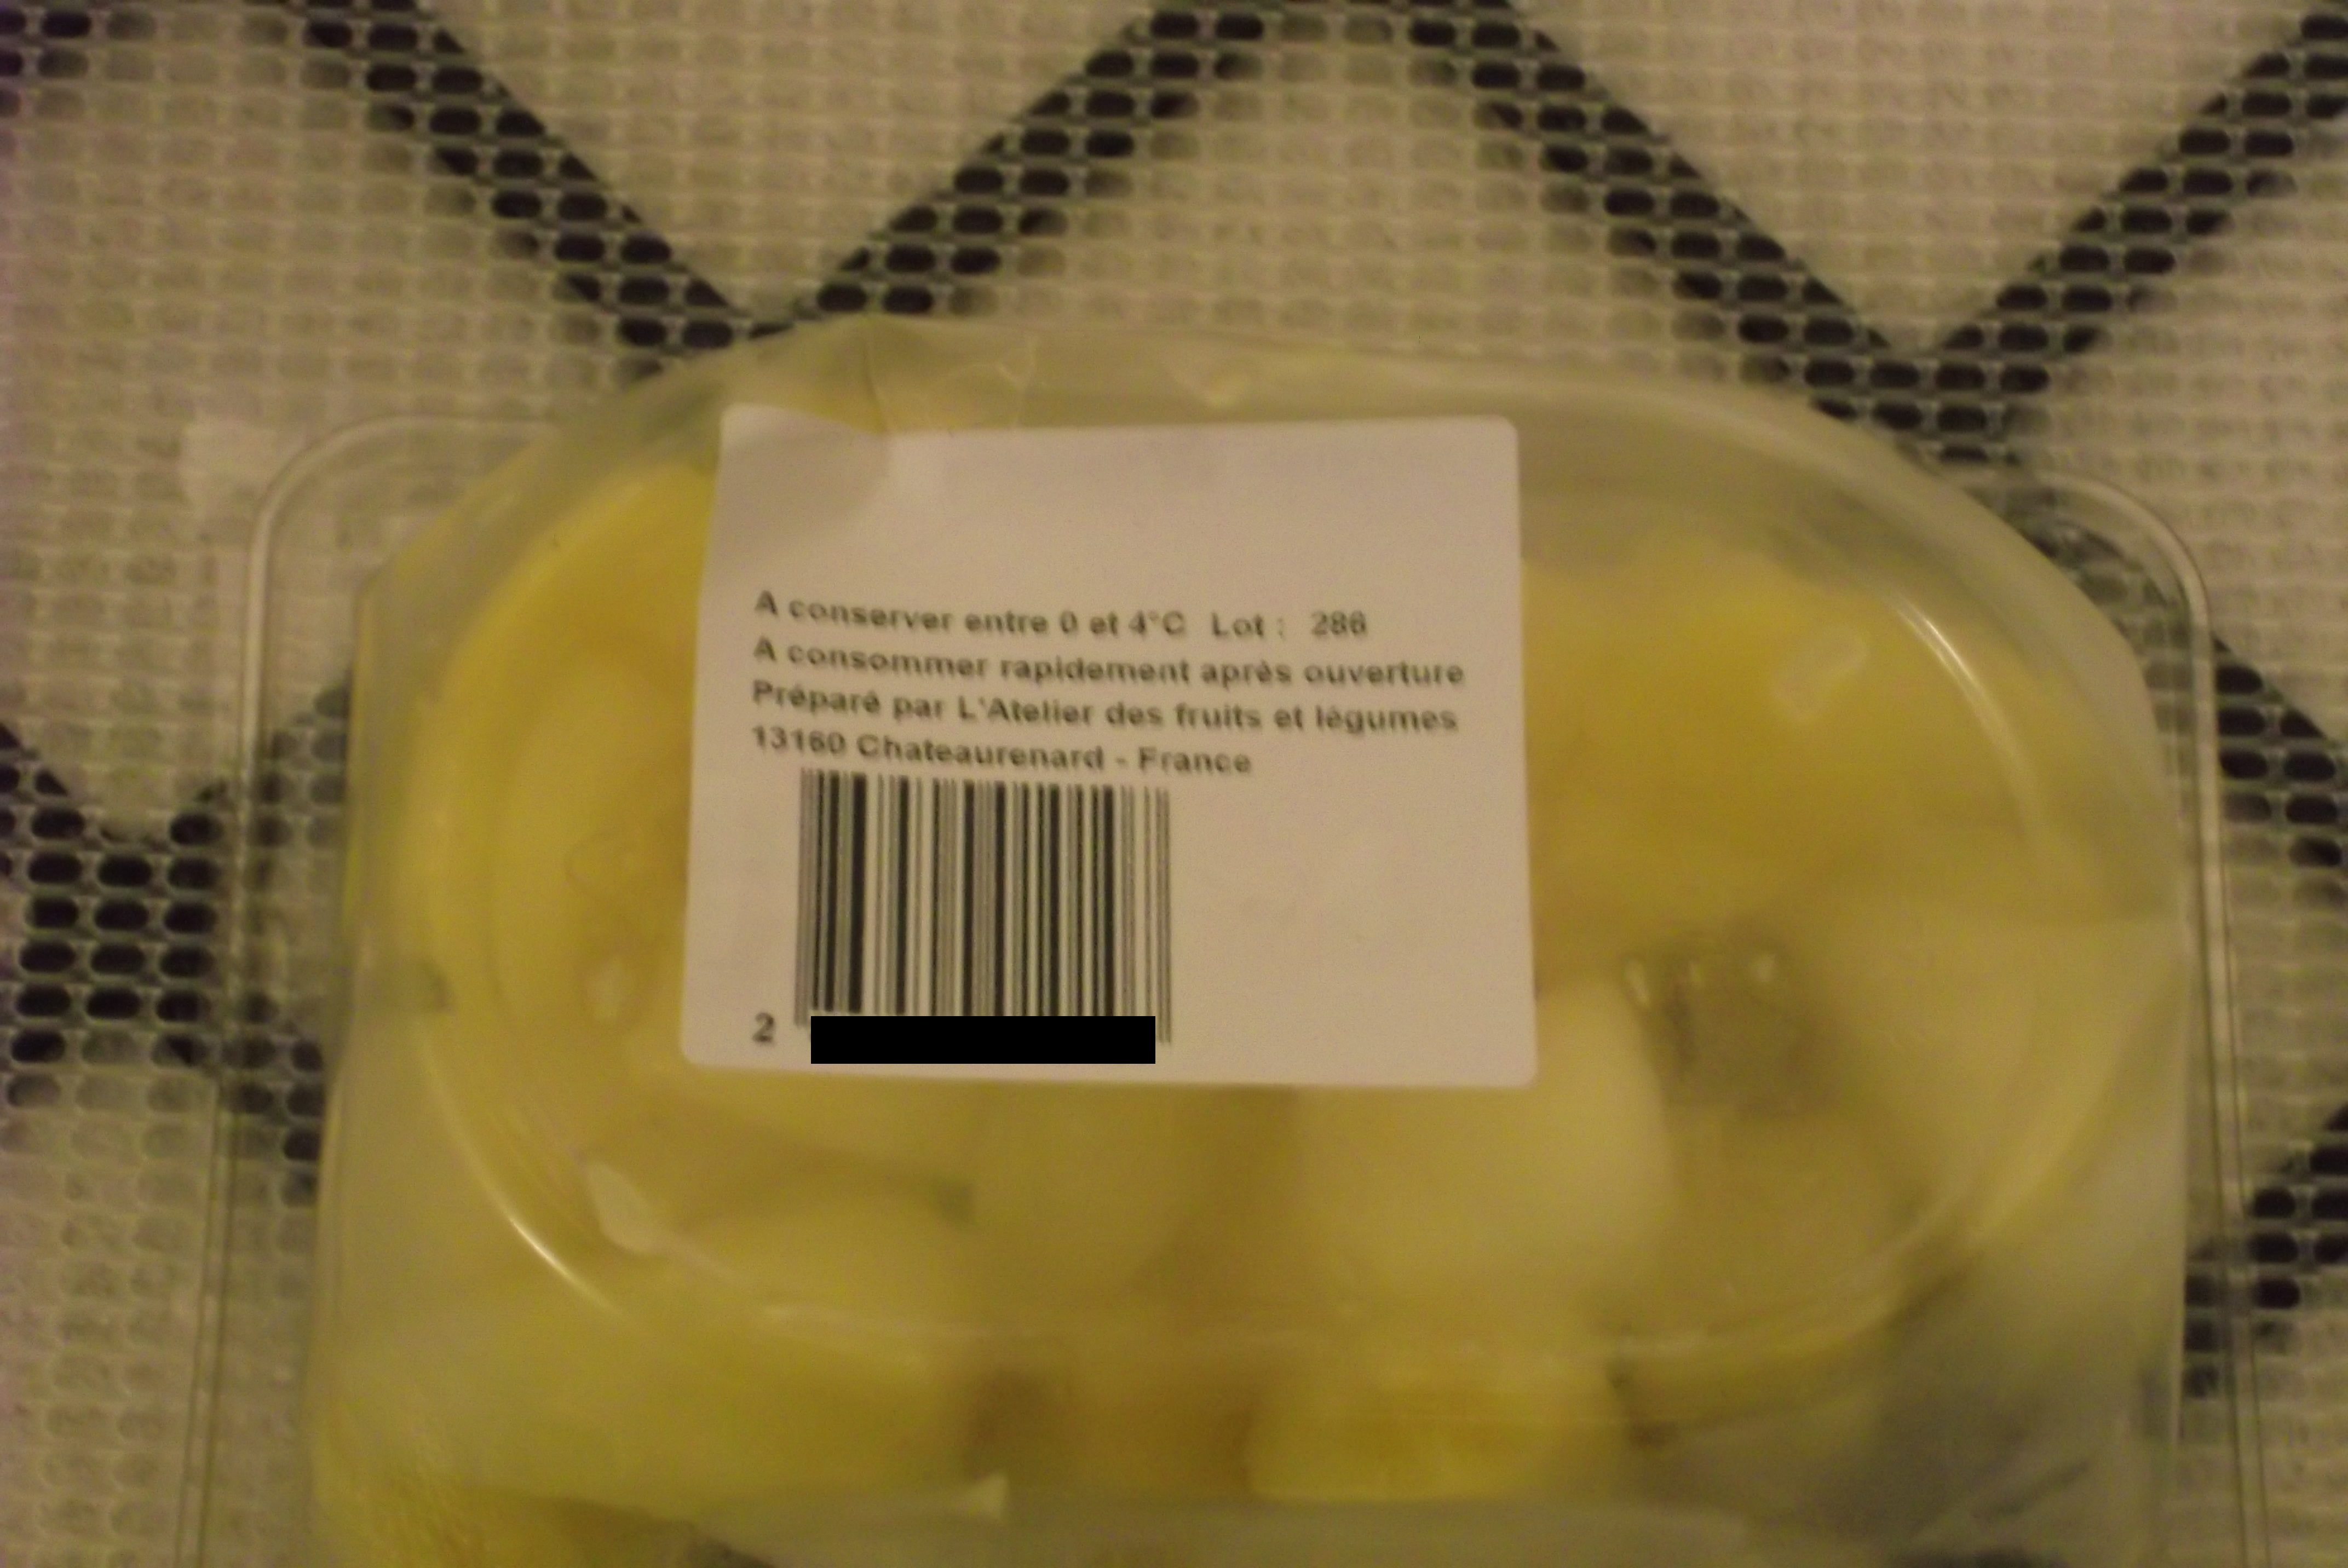 A conserver entre 0 et 4°C Lot : 286
A consommer rapidement après ouverture
Préparé par L'Atelier des fruits et légumes
13160 Chateaurenard - France
2